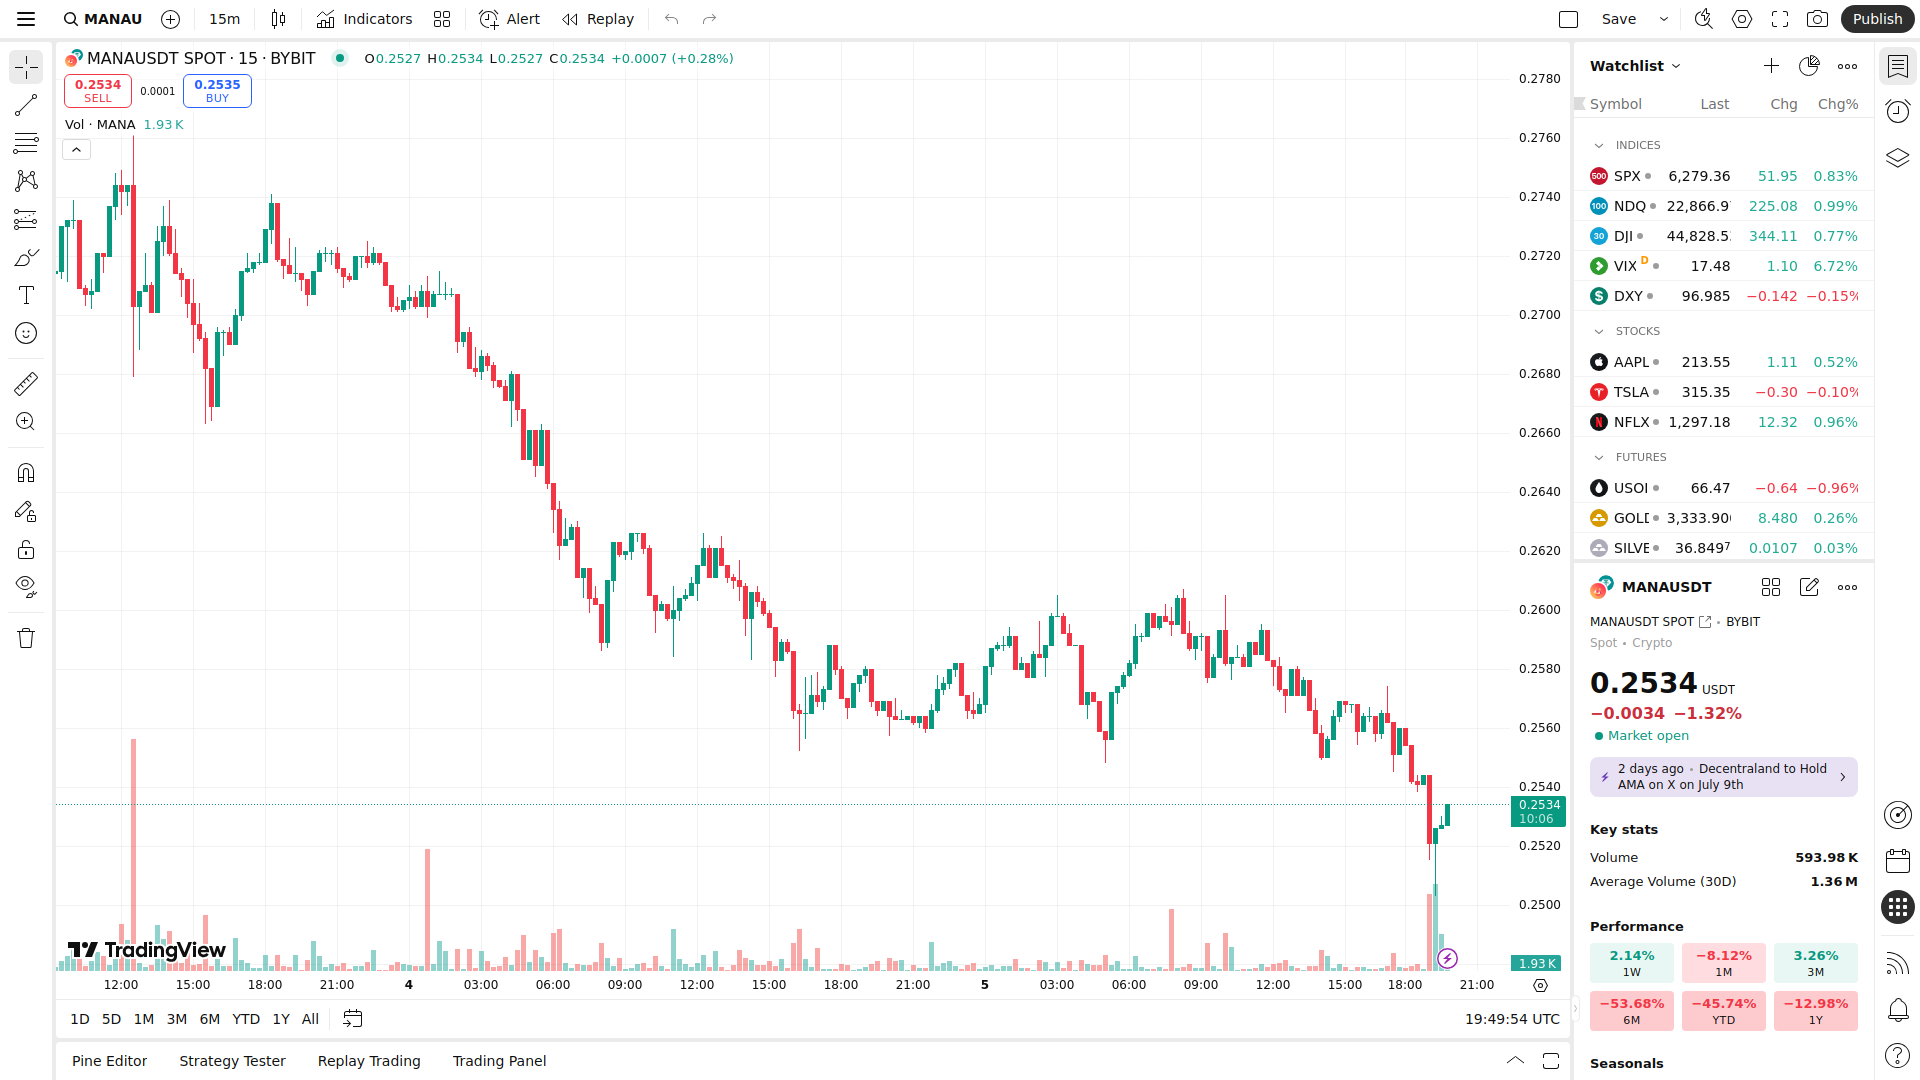 MANAU 15m Indicators Alert Replay Save Publish
MANAUSDT SPOT · 15 · BYBIT O0.2527 H0.2534 L0.2527 C0.2534 +0.0007 (+0.28%)
0.2534 SELL 0.0001 0.2535 BUY
Vol · MANA 1.93 K
0.2780
0.2760
0.2740
0.2720
0.2700
0.2680
0.2660
0.2640
0.2620
0.2600
0.2580
0.2560
0.2540
0.2534
10:06
0.2520
0.2500
1.93 K
TradingView
12:00 15:00 18:00 21:00 4 03:00 06:00 09:00 12:00 15:00 18:00 21:00 5 03:00 06:00 09:00 12:00 15:00 18:00 21:00
1D 5D 1M 3M 6M YTD 1Y All 19:49:54 UTC
Pine Editor Strategy Tester Replay Trading Trading Panel
Watchlist
Symbol Last Chg Chg%
INDICES
500 SPX 6,279.36 51.95 0.83%
100 NDQ 22,866.9 225.08 0.99%
30 DJI 44,828.5 344.11 0.77%
VIX D 17.48 1.10 6.72%
$ DXY 96.985 −0.142 −0.15%
STOCKS
AAPL 213.55 1.11 0.52%
TSLA 315.35 −0.30 −0.10%
N NFLX 1,297.18 12.32 0.96%
FUTURES
USOI 66.47 −0.64 −0.96%
GOLD 3,333.90 8.480 0.26%
SILVE 36.849⁷ 0.0107 0.03%
MANAUSDT
MANAUSDT SPOT • BYBIT
Spot • Crypto
0.2534 USDT
−0.0034 −1.32%
Market open
2 days ago • Decentraland to Hold
AMA on X on July 9th
Key stats
Volume 593.98 K
Average Volume (30D) 1.36 M
Performance
2.14% −8.12% 3.26%
1W 1M 3M
−53.68% −45.74% −12.98%
6M YTD 1Y
Seasonals